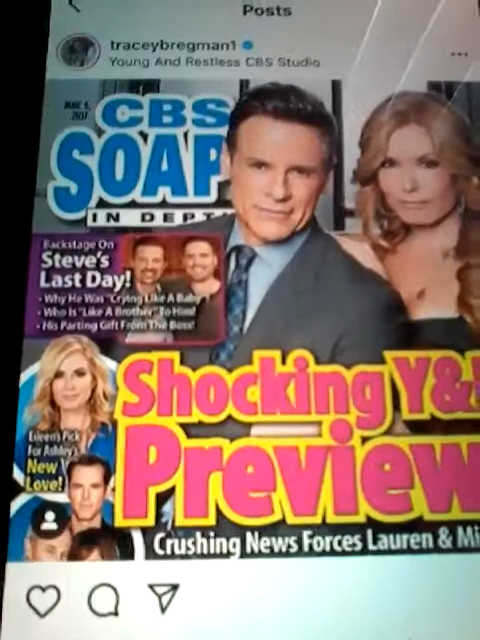 Posts
traceybregman1
Young And Restless CBS Studio
MAR. 6,
2017
CBS
SOAP
IN DEPT
Backstage On
Steve's
Last Day!
• Why He Was "Crying Like A Baby"
• Who Is "Like A Brother" To Him!
• His Parting Gift From The Boss!
Shocking Y&
Preview
Eileen's Pick
For Ashley's
New
Love!
Crushing News Forces Lauren & Mi